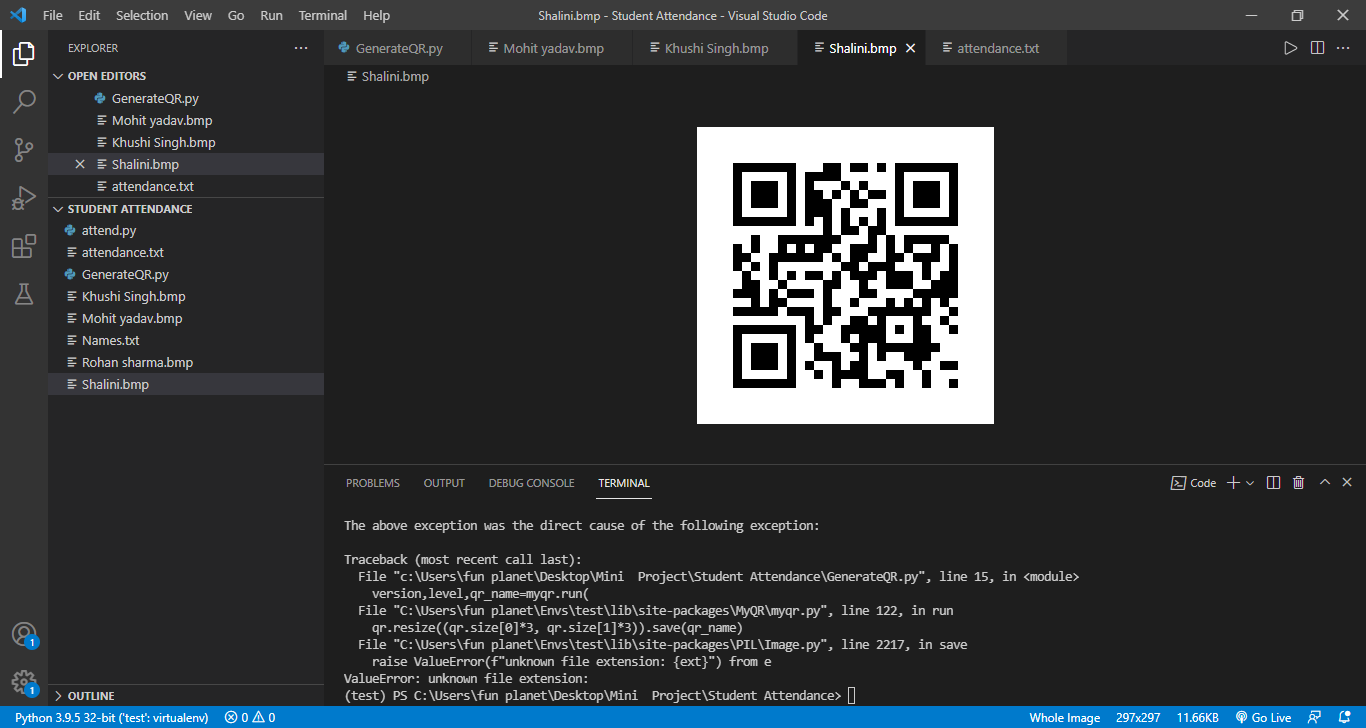 File Edit Selection View Go Run Terminal Help Shalini.bmp - Student Attendance - Visual Studio Code
EXPLORER
OPEN EDITORS
GenerateQR.py
Mohit yadav.bmp
Khushi Singh.bmp
Shalini.bmp
attendance.txt
STUDENT ATTENDANCE
attend.py
attendance.txt
GenerateQR.py
Khushi Singh.bmp
Mohit yadav.bmp
Names.txt
Rohan sharma.bmp
Shalini.bmp
OUTLINE
GenerateQR.py Mohit yadav.bmp Khushi Singh.bmp Shalini.bmp attendance.txt
Shalini.bmp
PROBLEMS OUTPUT DEBUG CONSOLE TERMINAL Code
The above exception was the direct cause of the following exception:
Traceback (most recent call last):
File "c:\Users\fun planet\Desktop\Mini  Project\Student Attendance\GenerateQR.py", line 15, in <module>
version,level,qr_name=myqr.run(
File "C:\Users\fun planet\Envs\test\lib\site-packages\MyQR\myqr.py", line 122, in run
qr.resize((qr.size[0]*3, qr.size[1]*3)).save(qr_name)
File "C:\Users\fun planet\Envs\test\lib\site-packages\PIL\Image.py", line 2217, in save
raise ValueError(f"unknown file extension: {ext}") from e
ValueError: unknown file extension:
(test) PS C:\Users\fun planet\Desktop\Mini  Project\Student Attendance>
1
1
Python 3.9.5 32-bit ('test': virtualenv) 0 0 Whole Image 297x297 11.66KB Go Live